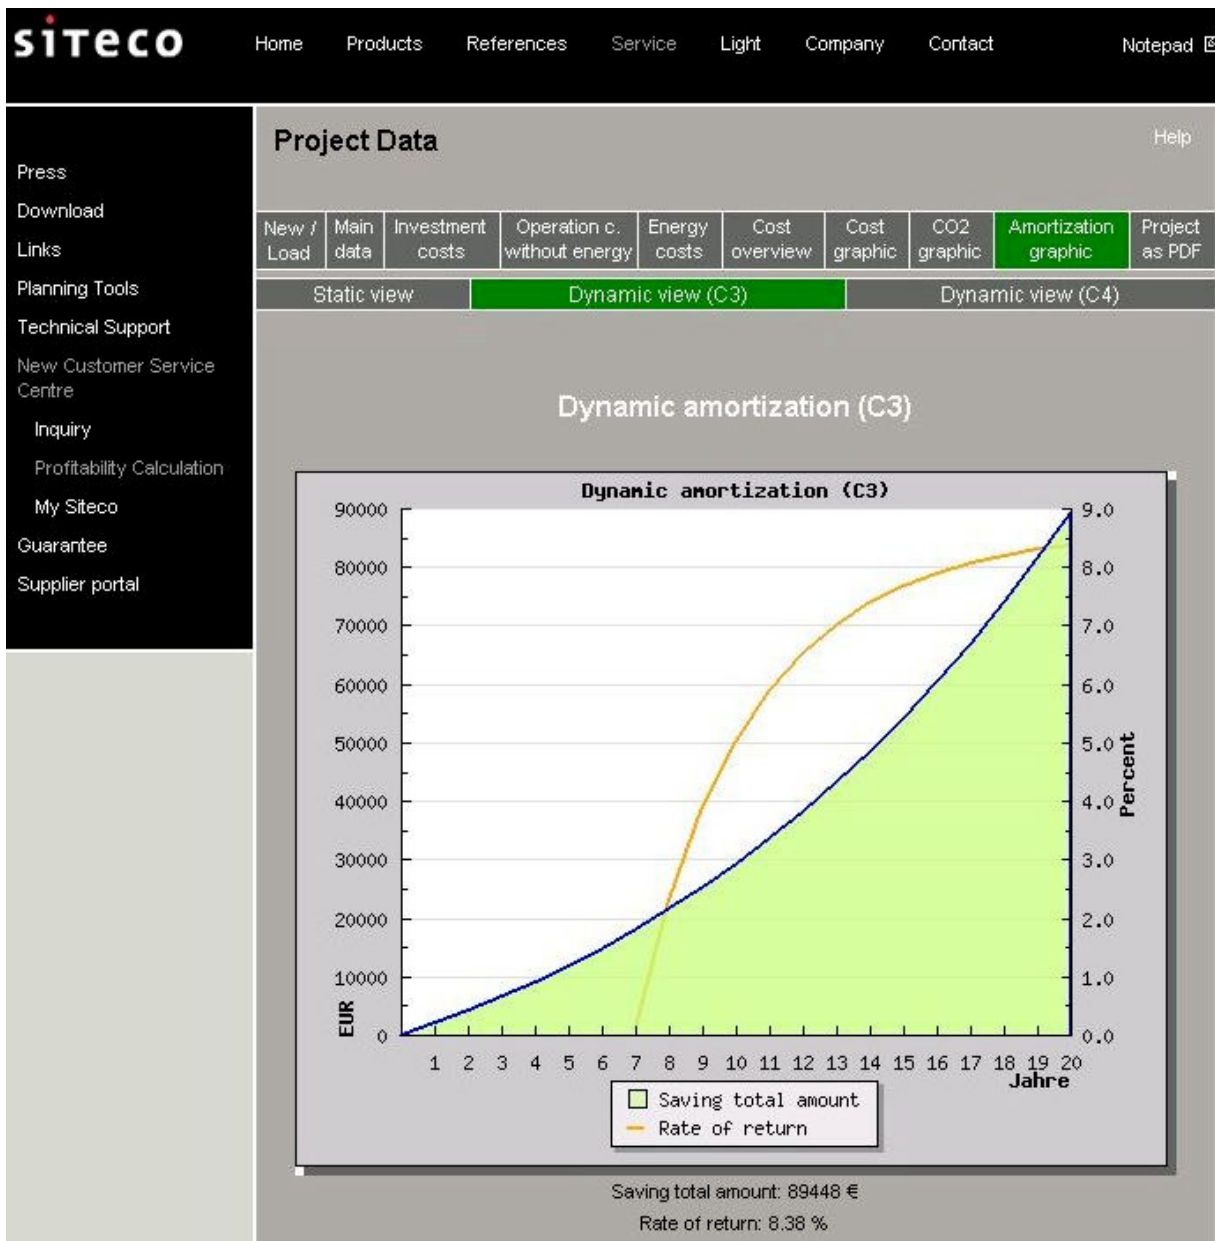 siteco
Home Products References Service Light Company Contact Notepad
Project Data
Help
Press
Download
Links
Planning Tools
Technical Support
New Customer Service
Centre
Inquiry
Profitability Calculation
My Siteco
Guarantee
Supplier portal
New / Load
Main data
Investment costs
Operation c. without energy
Energy costs
Cost overview
Cost graphic
CO2 graphic
Amortization graphic
Project as PDF
Static view
Dynamic view (C3)
Dynamic view (C4)
Dynamic amortization (C3)
Dynamic amortization (C3)
90000
80000
70000
60000
50000
40000
30000
20000
10000
0
EUR
9.0
8.0
7.0
6.0
5.0
4.0
3.0
2.0
1.0
0.0
Percent
1 2 3 4 5 6 7 8 9 10 11 12 13 14 15 16 17 18 19 20
Jahre
Saving total amount
Rate of return
Saving total amount: 89448 €
Rate of return: 8.38 %